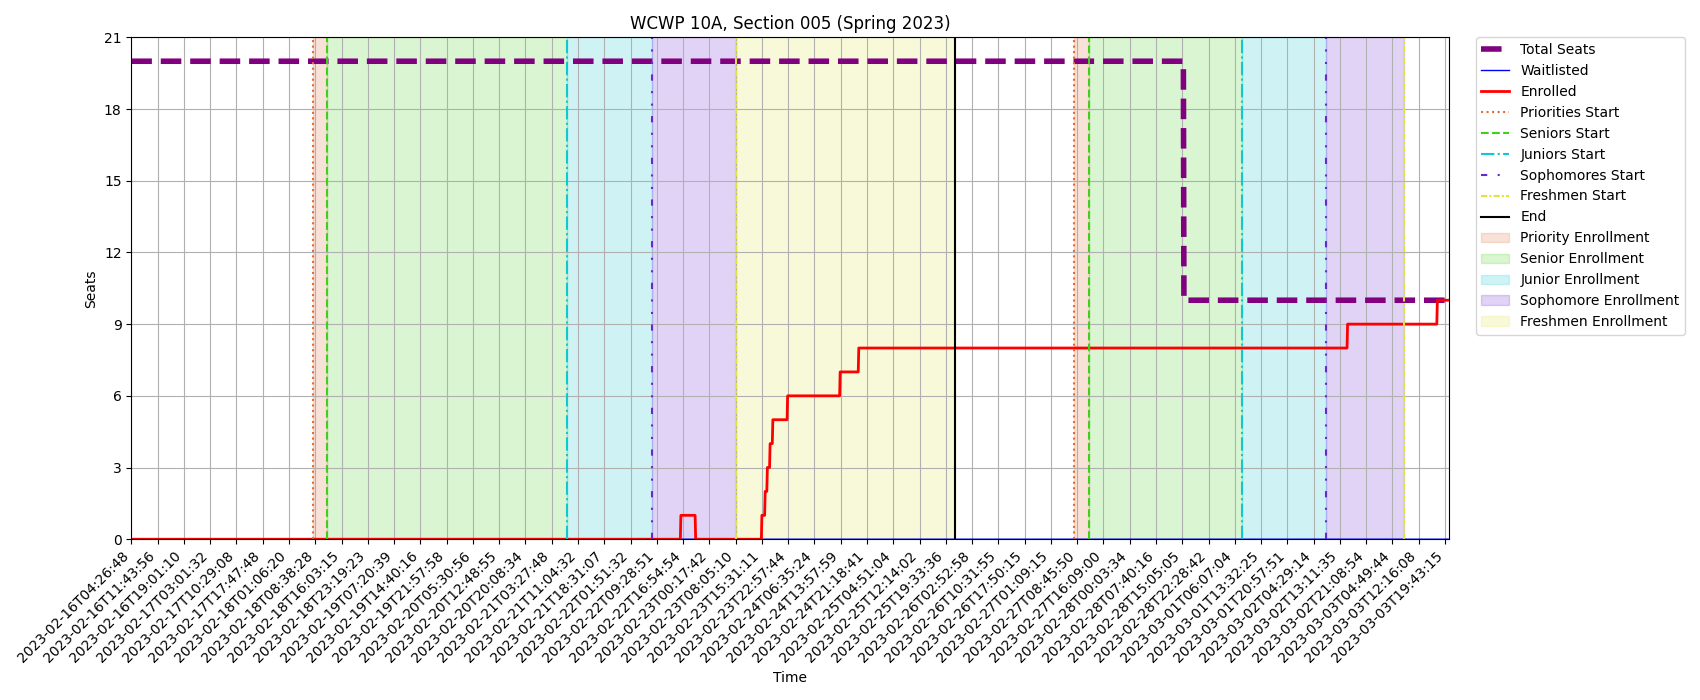 WCWP 10A, Section 005 (Spring 2023)
21
18
15
12
9
6
3
0
Seats
2023-02-16T04:26:48
2023-02-16T11:43:56
2023-02-16T19:01:10
2023-02-17T03:01:32
2023-02-17T10:29:08
2023-02-17T17:47:48
2023-02-18T01:06:20
2023-02-18T08:38:28
2023-02-18T16:03:15
2023-02-18T23:19:23
2023-02-19T07:20:39
2023-02-19T14:40:16
2023-02-19T21:57:58
2023-02-20T05:30:56
2023-02-20T12:48:55
2023-02-20T20:08:34
2023-02-21T03:27:48
2023-02-21T11:04:32
2023-02-21T18:31:07
2023-02-22T01:51:32
2023-02-22T09:28:51
2023-02-22T16:54:54
2023-02-23T00:17:42
2023-02-23T08:05:10
2023-02-23T15:31:11
2023-02-23T22:57:44
2023-02-24T06:35:24
2023-02-24T13:57:59
2023-02-24T21:18:41
2023-02-25T04:51:04
2023-02-25T12:14:02
2023-02-25T19:33:36
2023-02-26T02:52:58
2023-02-26T10:31:55
2023-02-26T17:50:15
2023-02-27T01:09:15
2023-02-27T08:45:50
2023-02-27T16:09:00
2023-02-28T00:03:34
2023-02-28T07:40:16
2023-02-28T15:05:05
2023-02-28T22:28:42
2023-03-01T06:07:04
2023-03-01T13:32:25
2023-03-01T20:57:51
2023-03-02T04:29:14
2023-03-02T13:11:35
2023-03-02T21:08:54
2023-03-03T04:49:44
2023-03-03T12:16:08
2023-03-03T19:43:15
Time
Total Seats
Waitlisted
Enrolled
Priorities Start
Seniors Start
Juniors Start
Sophomores Start
Freshmen Start
End
Priority Enrollment
Senior Enrollment
Junior Enrollment
Sophomore Enrollment
Freshmen Enrollment